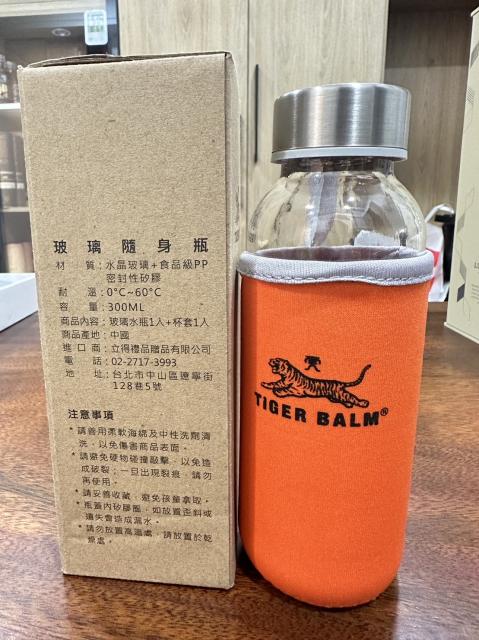 玻璃隨身瓶
材質：水晶玻璃+食品級PP
密封性矽膠
耐溫：0°C~60°C
容量：300ML
商品內容：玻璃水瓶1入+杯套1入
商品產地：中國
進口商：立得禮品贈品有限公司
電話：02-2717-3993
地址：台北市中山區遼寧街
128巷5號
注意事項
*請善用柔軟海綿及中性洗劑清
洗，以免傷害商品表面。
*請避免硬物碰撞敲擊，以免造
成破裂；一旦出現裂痕，請勿
再使用。
*請妥善收藏，避免孩童拿取。
*瓶蓋內矽膠圈，如放置歪斜或
遺失會造成漏水。
*請勿放置高溫處，請放置於乾
燥處。
TIGER BALM®